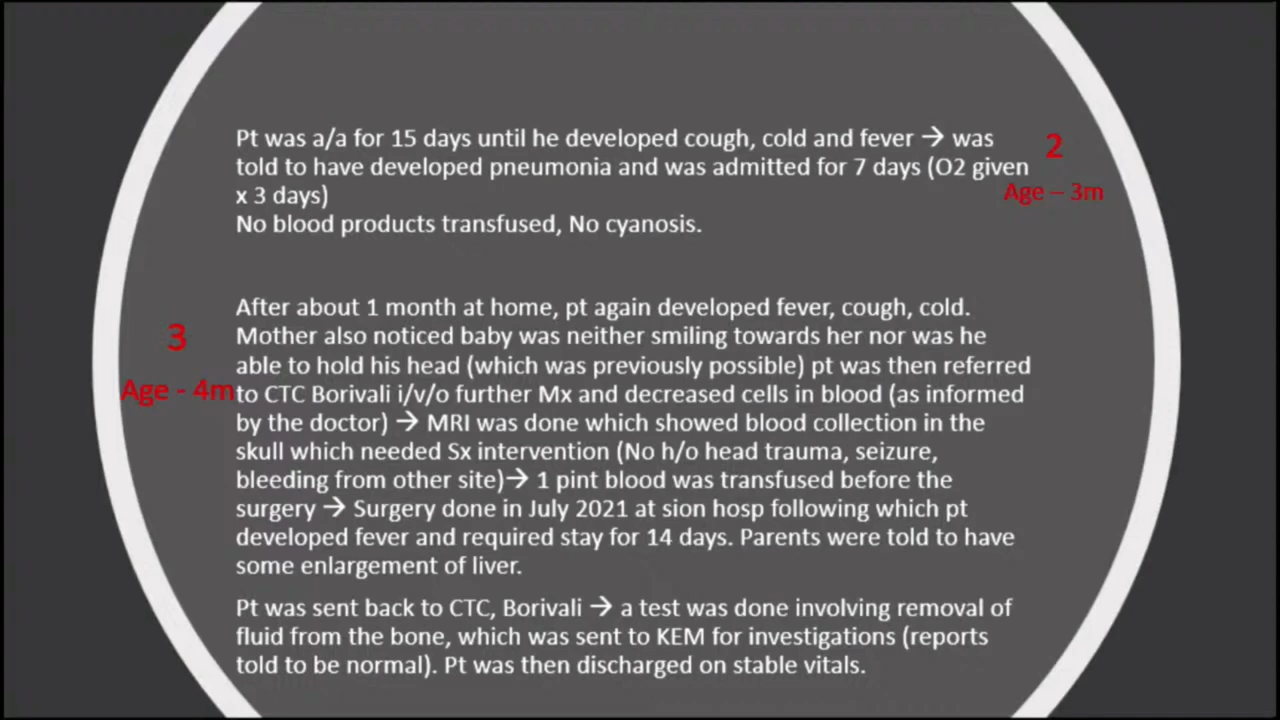 Pt was a/a for 15 days until he developed cough, cold and fever → was
told to have developed pneumonia and was admitted for 7 days (O2 given
x 3 days)
No blood products transfused, No cyanosis.
2
Age – 3m
After about 1 month at home, pt again developed fever, cough, cold.
Mother also noticed baby was neither smiling towards her nor was he
able to hold his head (which was previously possible) pt was then referred
to CTC Borivali i/v/o further Mx and decreased cells in blood (as informed
by the doctor) → MRI was done which showed blood collection in the
skull which needed Sx intervention (No h/o head trauma, seizure,
bleeding from other site)→ 1 pint blood was transfused before the
surgery → Surgery done in July 2021 at sion hosp following which pt
developed fever and required stay for 14 days. Parents were told to have
some enlargement of liver.
3
Age - 4m
Pt was sent back to CTC, Borivali → a test was done involving removal of
fluid from the bone, which was sent to KEM for investigations (reports
told to be normal). Pt was then discharged on stable vitals.